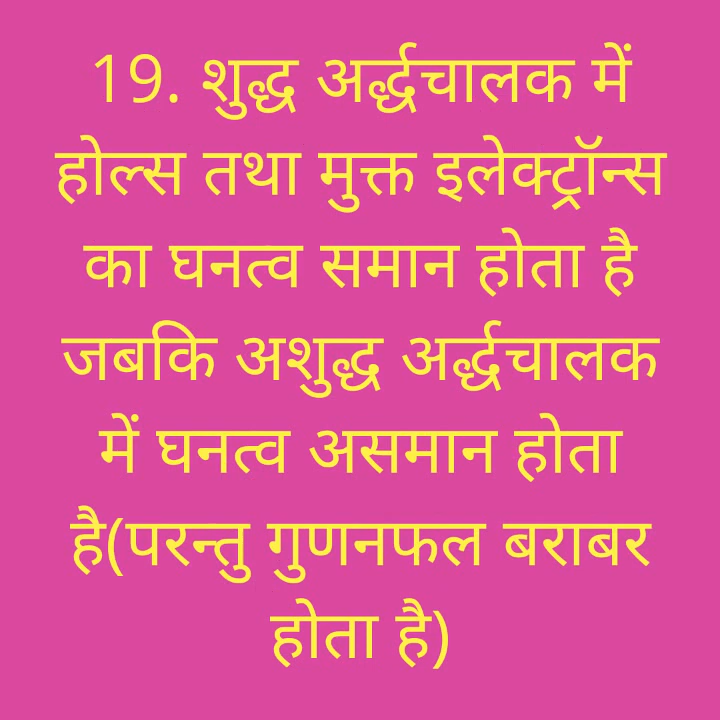 19. शुद्ध अर्द्धचालक में
होल्स तथा मुक्त इलेक्ट्रॉन्स
का घनत्व समान होता है
जबकि अशुद्ध अर्द्धचालक
में घनत्व असमान होता
है(परन्तु गुणनफल बराबर
होता है)